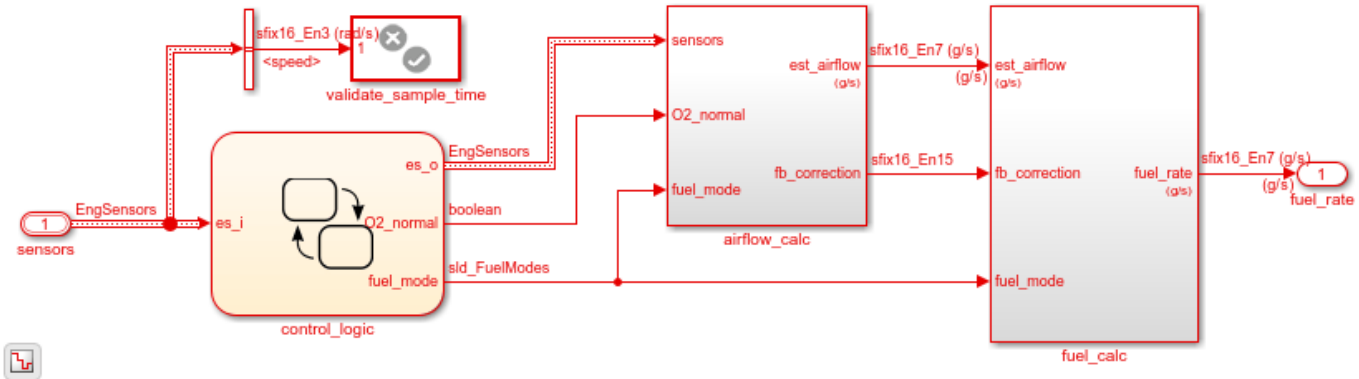 sfix16_En3 (rad/s)
1
<speed>
validate_sample_time
sensors
est_airflow
(g/s)
O2_normal
fb_correction
fuel_mode
airflow_calc
sfix16_En7 (g/s)
(g/s)
sfix16_En15
est_airflow
(g/s)
fb_correction
fuel_rate
(g/s)
fuel_mode
fuel_calc
sfix16_En7 (g/s)
(g/s)
1
fuel_rate
EngSensors
1
sensors
es_i
es_o
O2_normal
fuel_mode
control_logic
EngSensors
boolean
sld_FuelModes